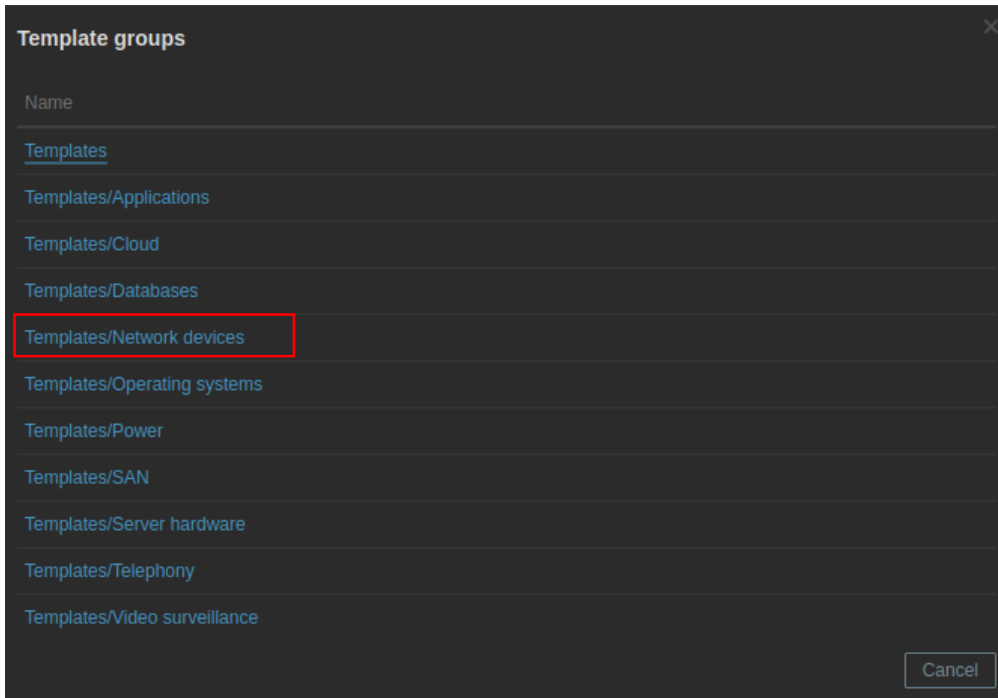 Template groups
Name
Templates
Templates/Applications
Templates/Cloud
Templates/Databases
Templates/Network devices
Templates/Operating systems
Templates/Power
Templates/SAN
Templates/Server hardware
Templates/Telephony
Templates/Video surveillance
Cancel